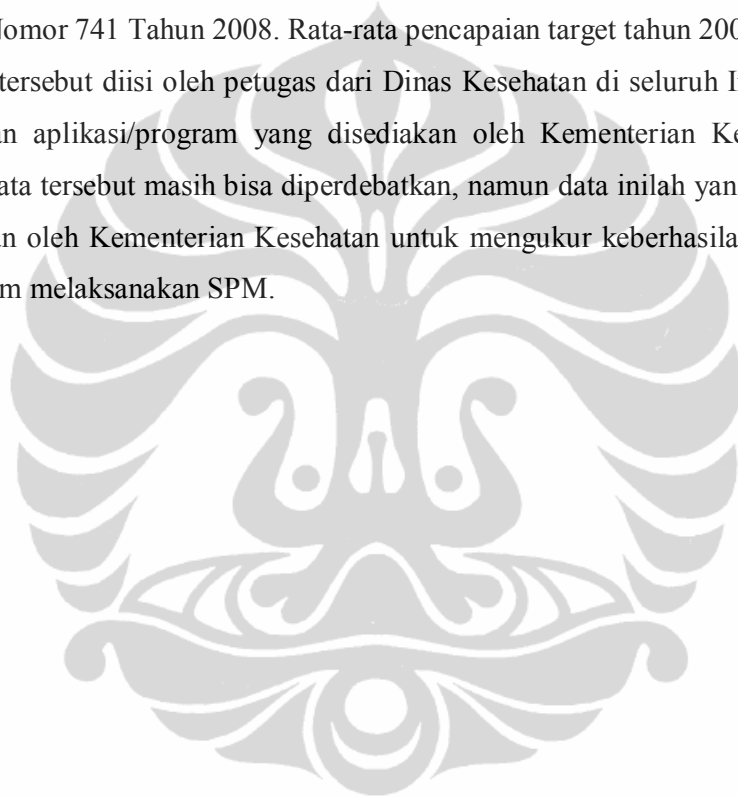 Nomor 741 Tahun 2008. Rata-rata pencapaian target tahun 200
tersebut diisi oleh petugas dari Dinas Kesehatan di seluruh I
an aplikasi/program yang disediakan oleh Kementerian Ke
ata tersebut masih bisa diperdebatkan, namun data inilah yan
an oleh Kementerian Kesehatan untuk mengukur keberhasila
m melaksanakan SPM.